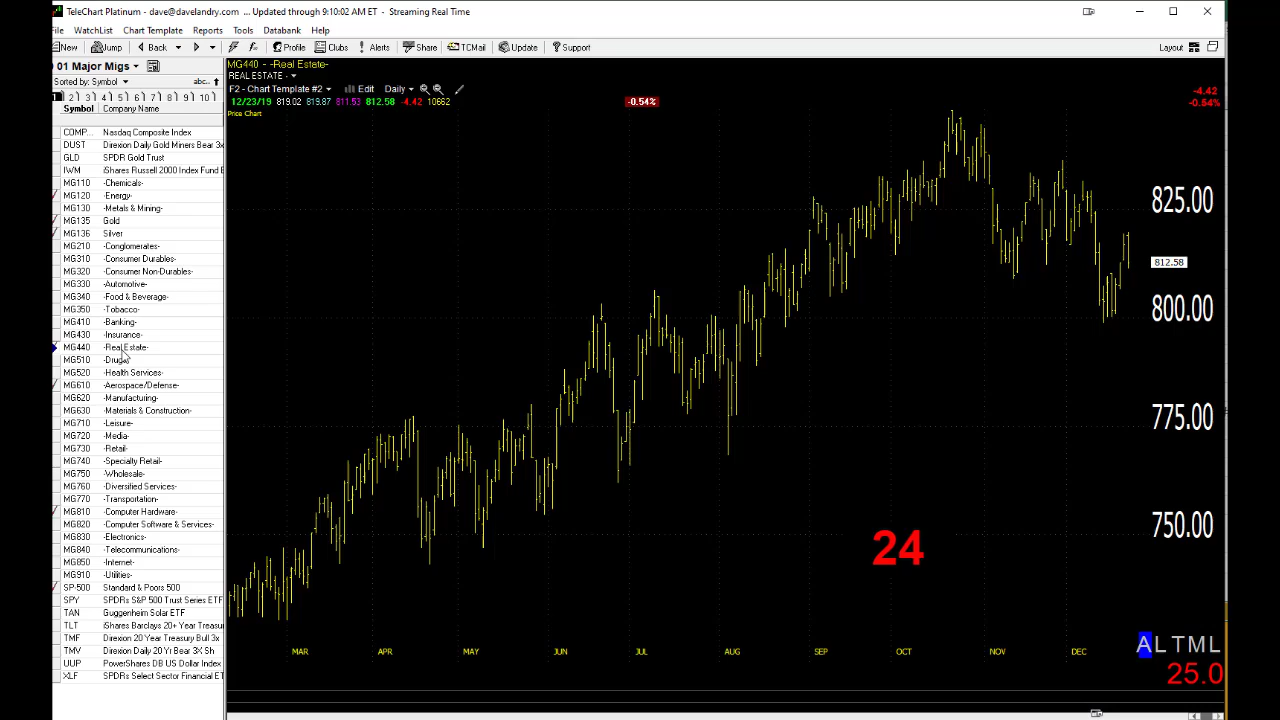 TeleChart Platinum - dave@davelandry.com ... Updated through 9:10:02 AM ET - Streaming Real Time
File WatchList Chart Template Reports Tools Databank Help
New Jump Back Profile Clubs Alerts Share TCMail Update Support Layout
01 Major Migs
Sorted by: Symbol abc..
1 2 3 4 5 6 7 8 9 10
Symbol Company Name
COMP... Nasdaq Composite Index
DUST Direxion Daily Gold Miners Bear 3x
GLD SPDR Gold Trust
IWM iShares Russell 2000 Index Fund E
MG110 -Chemicals-
MG120 -Energy-
MG130 -Metals & Mining-
MG135 Gold
MG136 Silver
MG210 -Conglomerates-
MG310 -Consumer Durables-
MG320 -Consumer Non-Durables-
MG330 -Automotive-
MG340 -Food & Beverage-
MG350 -Tobacco-
MG410 -Banking-
MG430 -Insurance-
MG440 -Real Estate-
MG510 -Drugs-
MG520 -Health Services-
MG610 -Aerospace/Defense-
MG620 -Manufacturing-
MG630 -Materials & Construction-
MG710 -Leisure-
MG720 -Media-
MG730 -Retail-
MG740 -Specialty Retail-
MG750 -Wholesale-
MG760 -Diversified Services-
MG770 -Transportation-
MG810 -Computer Hardware-
MG820 -Computer Software & Services-
MG830 -Electronics-
MG840 -Telecommunications-
MG850 -Internet-
MG910 -Utilities-
SP-500 Standard & Poors 500
SPY SPDRs S&P 500 Trust Series ETF
TAN Guggenheim Solar ETF
TLT iShares Barclays 20+ Year Treasur
TMF Direxion 20 Year Treasury Bull 3x
TMV Direxion Daily 20 Yr Bear 3X Sh
UUP PowerShares DB US Dollar Index
XLF SPDRs Select Sector Financial ET
MG440 - -Real Estate-
REAL ESTATE -
F2 - Chart Template #2 Edit Daily
12/23/19 819.02 819.87 811.53 812.58 -4.42 10662
-0.54%
Price Chart
-4.42
-0.54%
825.00
812.58
800.00
775.00
750.00
24
MAR APR MAY JUN JUL AUG SEP OCT NOV DEC
ALTML
25.0